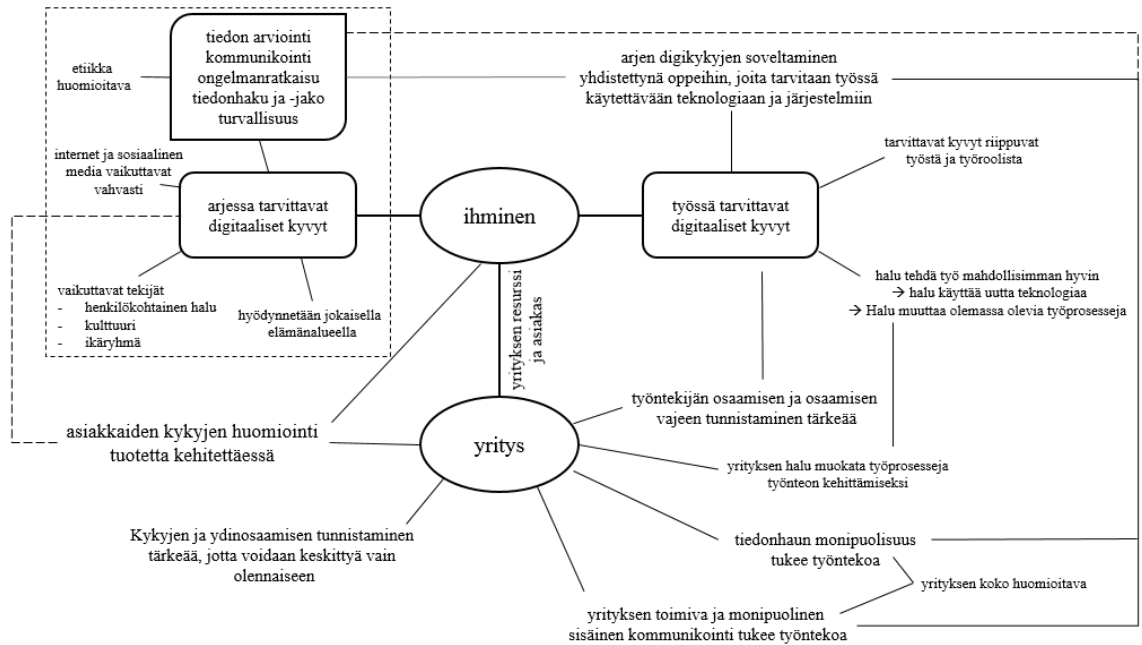 tiedon arviointi
kommunikointi
ongelmanratkaisu
tiedonhaku ja -jako
turvallisuus
etiikka
huomioitava
arjen digikykyjen soveltaminen
yhdistettynä oppeihin, joita tarvitaan työssä
käytettävään teknologiaan ja järjestelmiin
internet ja sosiaalinen
media vaikuttavat
vahvasti
tarvittavat kyvyt riippuvat
työstä ja työroolista
arjessa tarvittavat
digitaaliset kyvyt
ihminen
työssä tarvittavat
digitaaliset kyvyt
vaikuttavat tekijät
- henkilökohtainen halu
- kulttuuri
- ikäryhmä
hyödynnetään jokaisella
elämänalueella
yrityksen resurssi
ja asiakas
halu tehdä työ mahdollisimman hyvin
→ halu käyttää uutta teknologiaa
→ Halu muuttaa olemassa olevia työprosesseja
asiakkaiden kykyjen huomiointi
tuotetta kehitettäessä
yritys
työntekijän osaamisen ja osaamisen
vajeen tunnistaminen tärkeää
yrityksen halu muokata työprosesseja
työnteon kehittämiseksi
Kykyjen ja ydinosaamisen tunnistaminen
tärkeää, jotta voidaan keskittyä vain
olennaiseen
tiedonhaun monipuolisuus
tukee työntekoa
yrityksen koko huomioitava
yrityksen toimiva ja monipuolinen
sisäinen kommunikointi tukee työntekoa